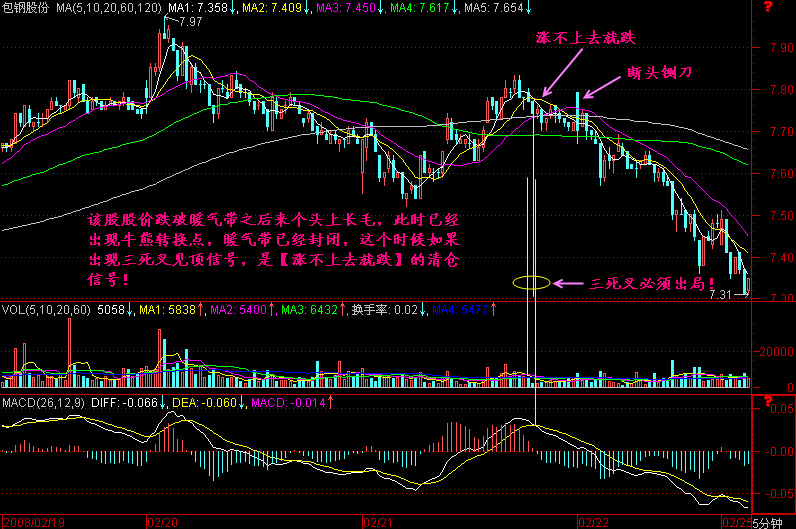 包钢股份 MA(5,10,20,60,120) MA1: 7.358↓, MA2: 7.409↓, MA3: 7.450↓, MA4: 7.617↓, MA5: 7.654↓
7.97
涨不上去就跌
断头铡刀
7.90
7.80
7.70
7.60
7.50
7.40
7.30
该股股价跌破暖气带之后来个头上长毛，此时已经
出现牛熊转换点，暖气带已经封闭，这个时候如果
出现三死叉见顶信号，是【涨不上去就跌】的清仓
信号！
三死叉必须出局！
7.31
VOL(5,10,20,60) 5058↓, MA1: 5838↑, MA2: 5400↑, MA3: 6432↑, 换手率: 0.02↓, MA4: 5477↑
20000
0
MACD(26,12,9) DIFF: -0.066↓, DEA: -0.060↓, MACD: -0.014↑
0.05
-0.00
-0.05
2008/02/19 02/20 02/21 02/22 02/25 5分钟